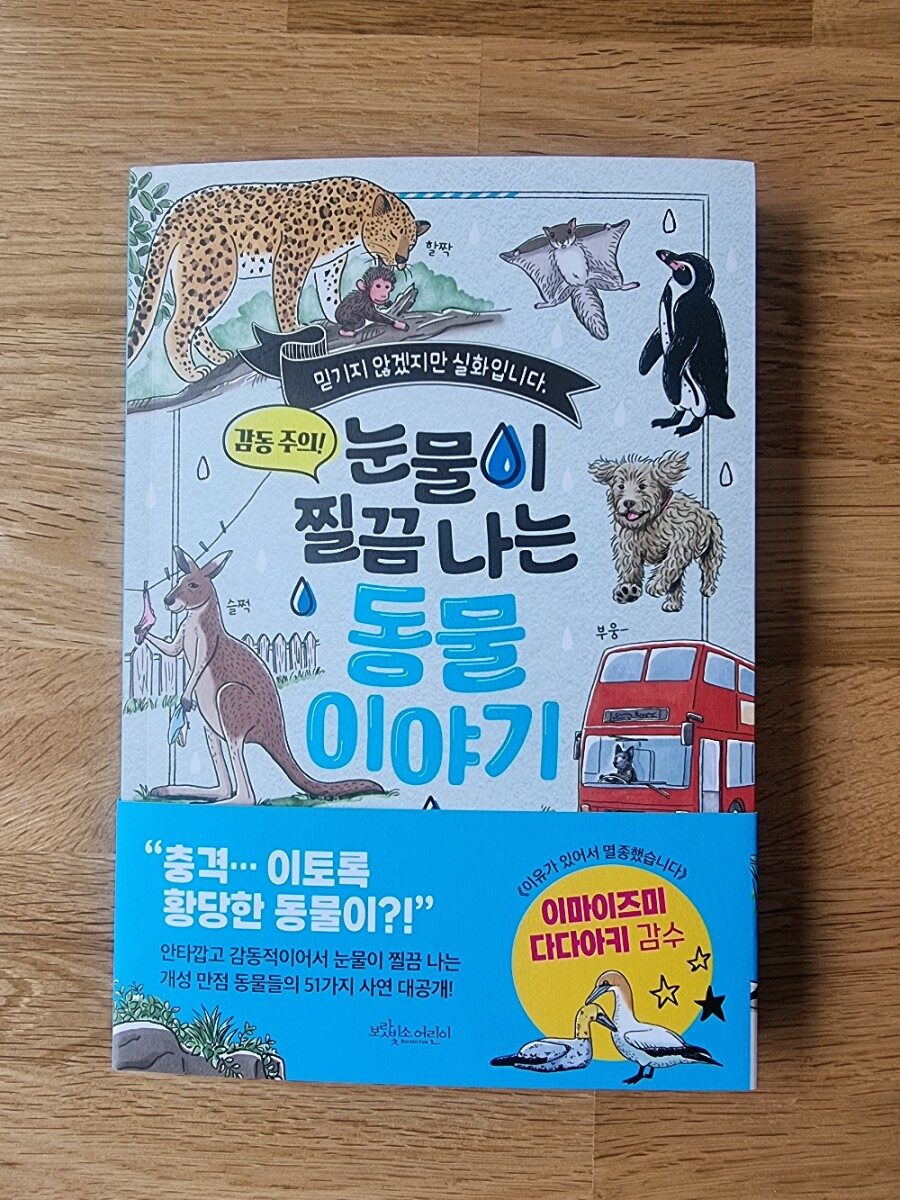 할짝
믿기지 않겠지만 실화입니다.
감동 주의!
눈물이
찔끔 나는
동물
이야기
슬쩍
부웅—
“충격… 이토록
황당한 동물이?!”
안타깝고 감동적이어서 눈물이 찔끔 나는
개성 만점 동물들의 51가지 사연 대공개!
보랏빛소 어린이
Borabit Cow
《이유가 있어서 멸종했습니다》
이마이즈미
다다아키 감수